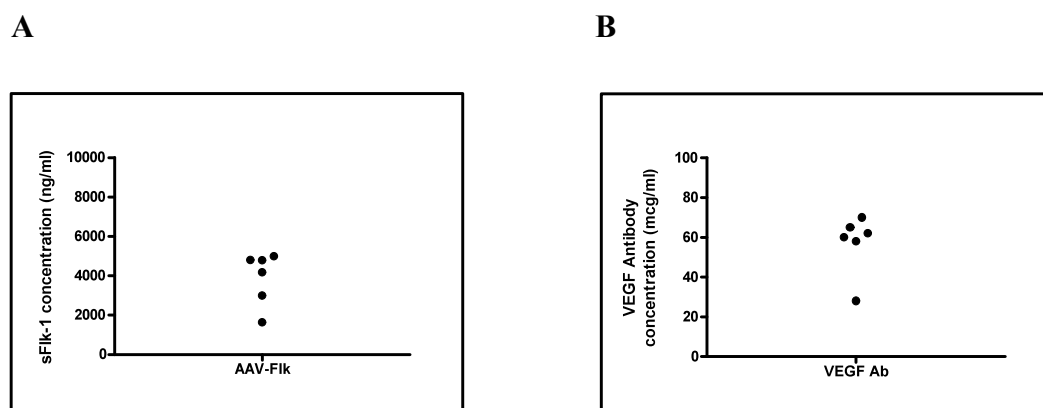 A
B
sFlk-1 concentration (ng/ml)
10000
8000
6000
4000
2000
0
AAV-Flk
VEGF Antibody
concentration (mcg/ml)
100
80
60
40
20
0
VEGF Ab